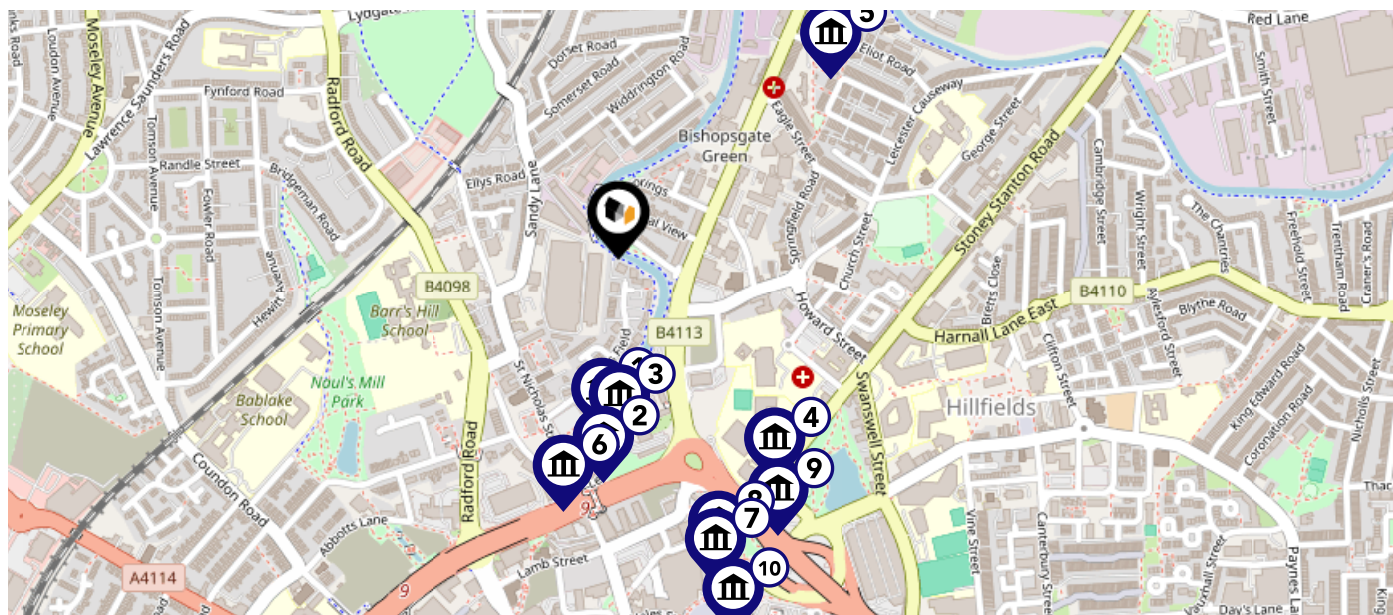 Lydgate
Red Lane
5
Loudon Avenue
Moseley Avenue
Lawrence Saunders Road
Radford Road
Dorset Road
Somerset Road
Widdrington Road
Eliot Road
Smith Street
Fynford Road
Tomson Avenue
Randle Street
Bridgeman Road
Fowler Road
Ellys Road
Sandy Lane
Bishopsgate
Green
Eagle Street
Leicester Causeway
George Street
Stoney Stanton Road
Cambridge Street
Wright Street
The Chantries
Freehold Street
Trentham Road
Craner's Road
View
Springfield Road
Church Street
Hewitt Avenue
Tomson Avenue
B4098
Moseley
Primary
School
Barr's Hill
School
B4113
Howard Street
Bretts Close
B4110
Harnall Lane East
Aylesford Street
Blythe Road
Clifton Street
Naul's Mill
Park
Bablake
School
St Nicholas
Field
1
3
2
6
4
9
8
7
10
Swanswell Street
Hillfields
King Edward Road
Coronation Road
Nicholls Street
Coundon Road
Radford Road
Abbotts Lane
Lamb Street
9
9
A4114
Vine Street
Canterbury Street
Vauxhall Street
Day's Lane
Paynes